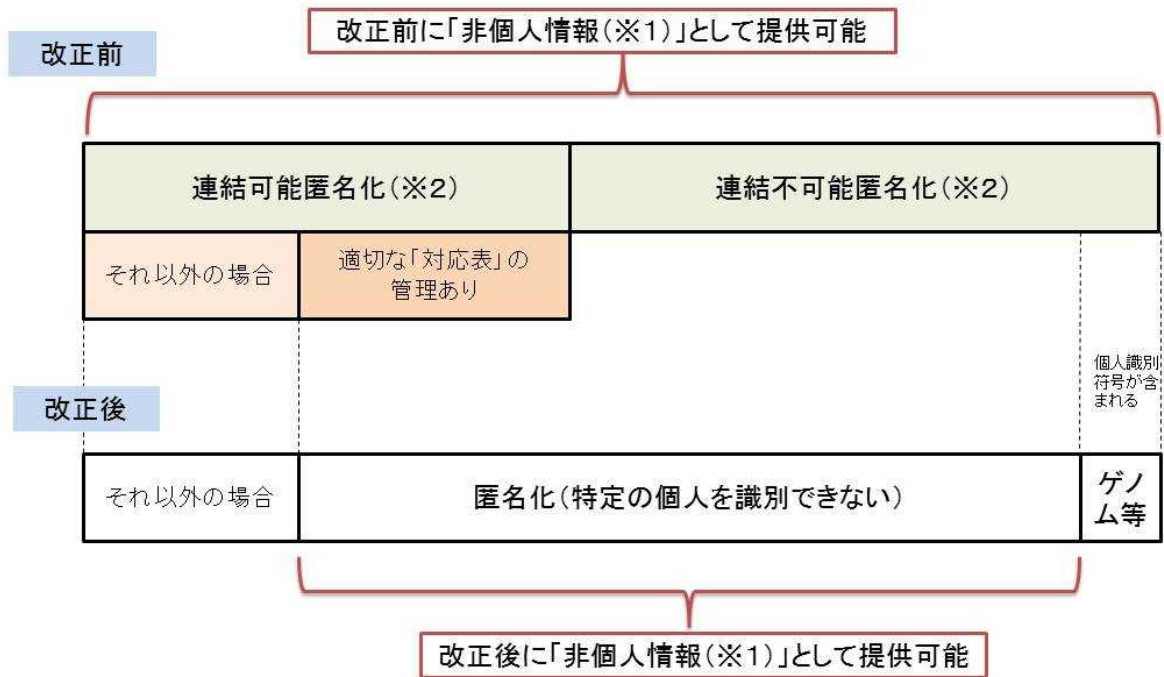 改正前に「非個人情報(※1)」として提供可能
改正前
連結可能匿名化(※2)
連結不可能匿名化(※2)
それ以外の場合
適切な「対応表」の
管理あり
個人識別
符号が含
まれる
改正後
それ以外の場合
匿名化(特定の個人を識別できない)
ゲノ
ム等
改正後に「非個人情報(※1)」として提供可能